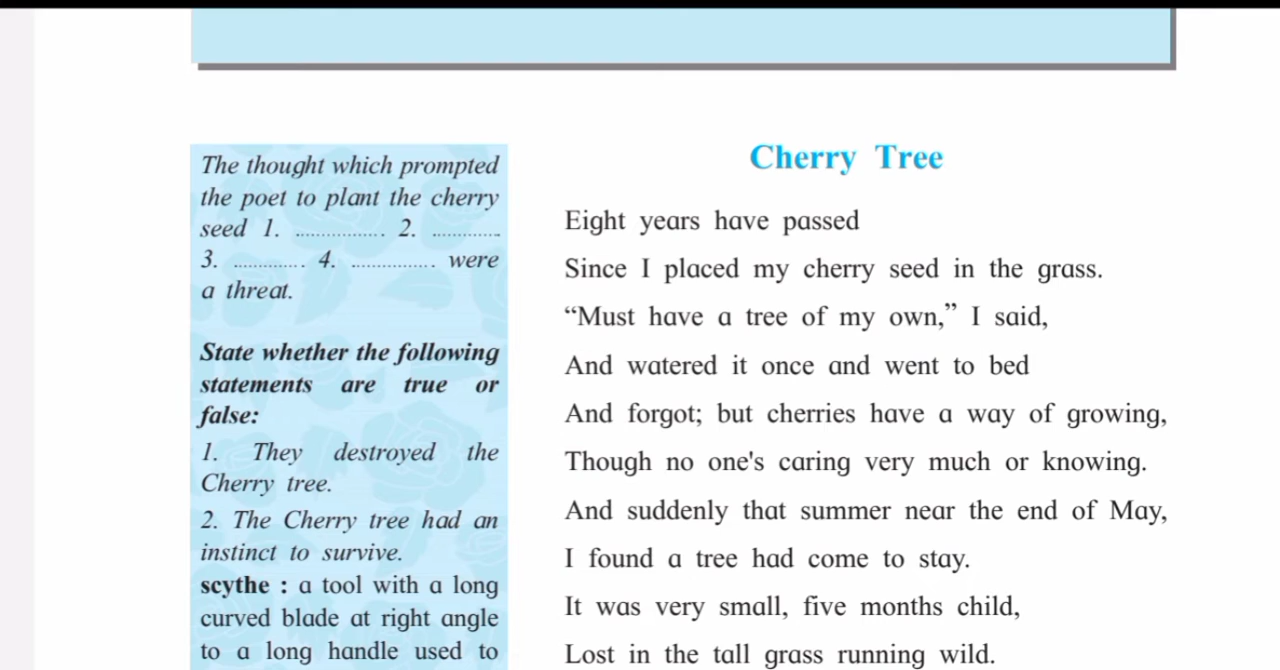 The thought which prompted
the poet to plant the cherry
seed 1. ................ 2. ............
3. ............. 4. ............... were
a threat.
State whether the following
statements are true or
false:
1. They destroyed the
Cherry tree.
2. The Cherry tree had an
instinct to survive.
scythe : a tool with a long
curved blade at right angle
to a long handle used to
Cherry Tree
Eight years have passed
Since I placed my cherry seed in the grass.
“Must have a tree of my own,” I said,
And watered it once and went to bed
And forgot; but cherries have a way of growing,
Though no one's caring very much or knowing.
And suddenly that summer near the end of May,
I found a tree had come to stay.
It was very small, five months child,
Lost in the tall grass running wild.